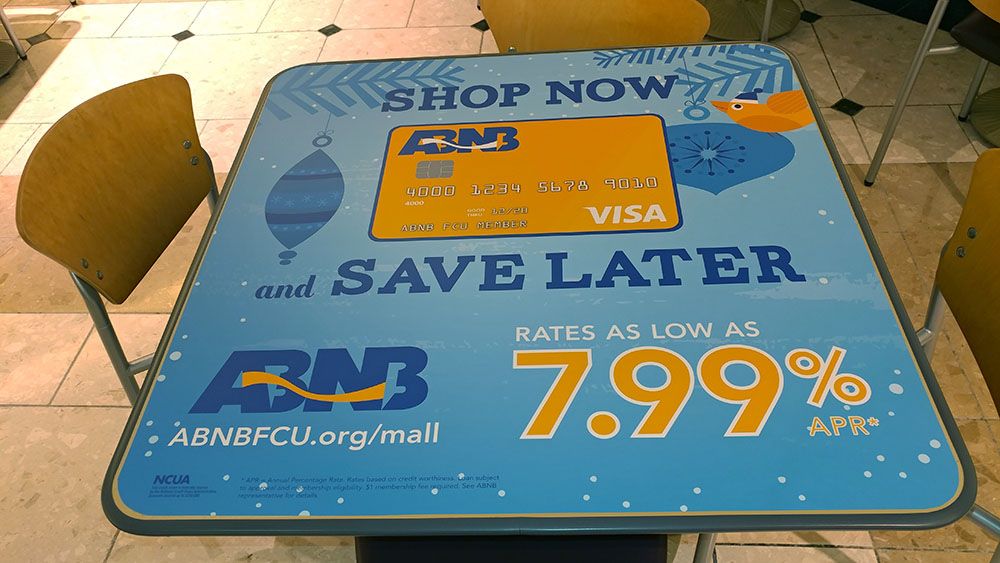 SHOP NOW
ABNB
4000 1234 5678 9010
4000
GOOD
THRU 12/20
ABNB FCU MEMBER
VISA
and SAVE LATER
RATES AS LOW AS
7.99%
APR*
ABNB
ABNBFCU.org/mall
NCUA
* APR is Annual Percentage Rate. Rates based on credit worthiness. Loan subject
to approval and membership eligibility. $1 membership fee required. See ABNB
representative for details.